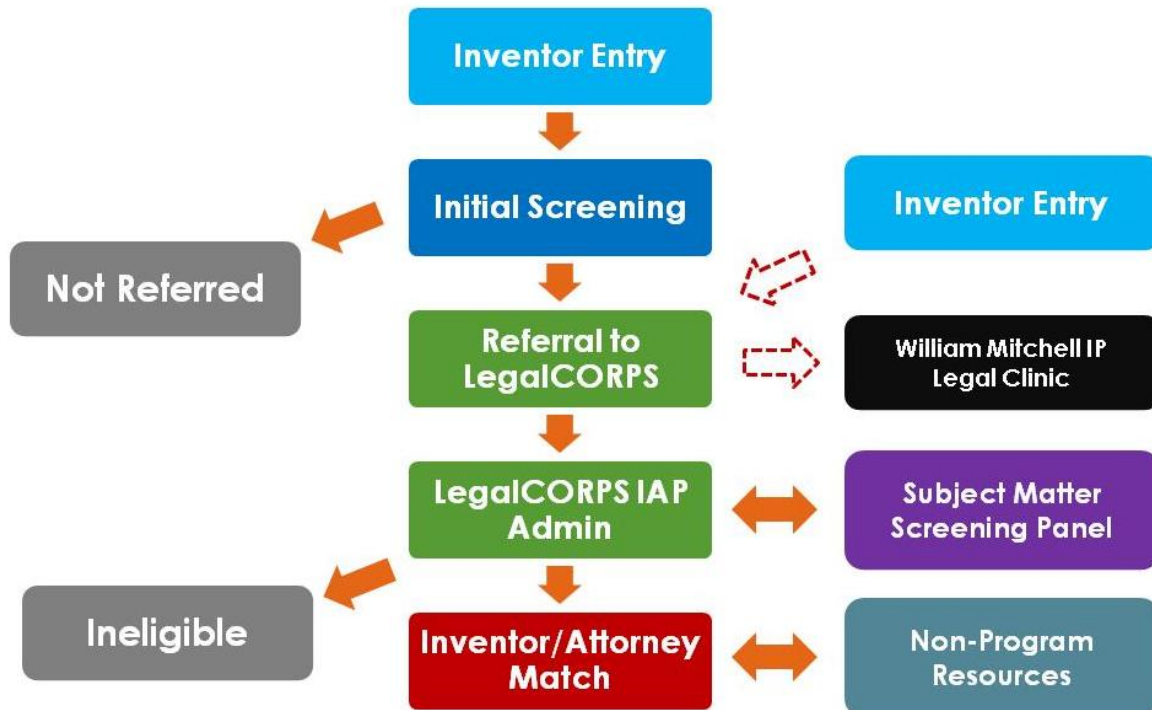 Inventor Entry
Initial Screening
Inventor Entry
Not Referred
Referral to
LegalCORPS
William Mitchell IP
Legal Clinic
LegalCORPS IAP
Admin
Subject Matter
Screening Panel
Ineligible
Inventor/Attorney
Match
Non-Program
Resources